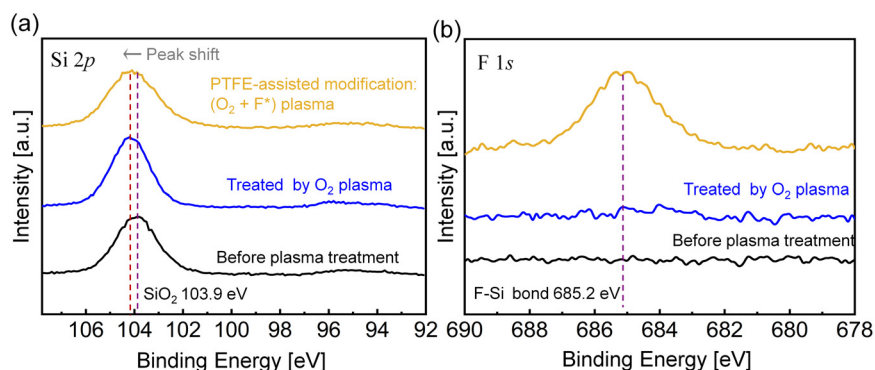 (a)
Si 2p
← Peak shift
PTFE-assisted modification:
(O₂ + F*) plasma
Treated by O₂ plasma
Before plasma treatment
SiO₂ 103.9 eV
Intensity [a.u.]
106 104 102 100 98 96 94 92
Binding Energy [eV]
(b)
F 1s
Treated by O₂ plasma
Before plasma treatment
F-Si bond 685.2 eV
Intensity [a.u.]
690 688 686 684 682 680 678
Binding Energy [eV]